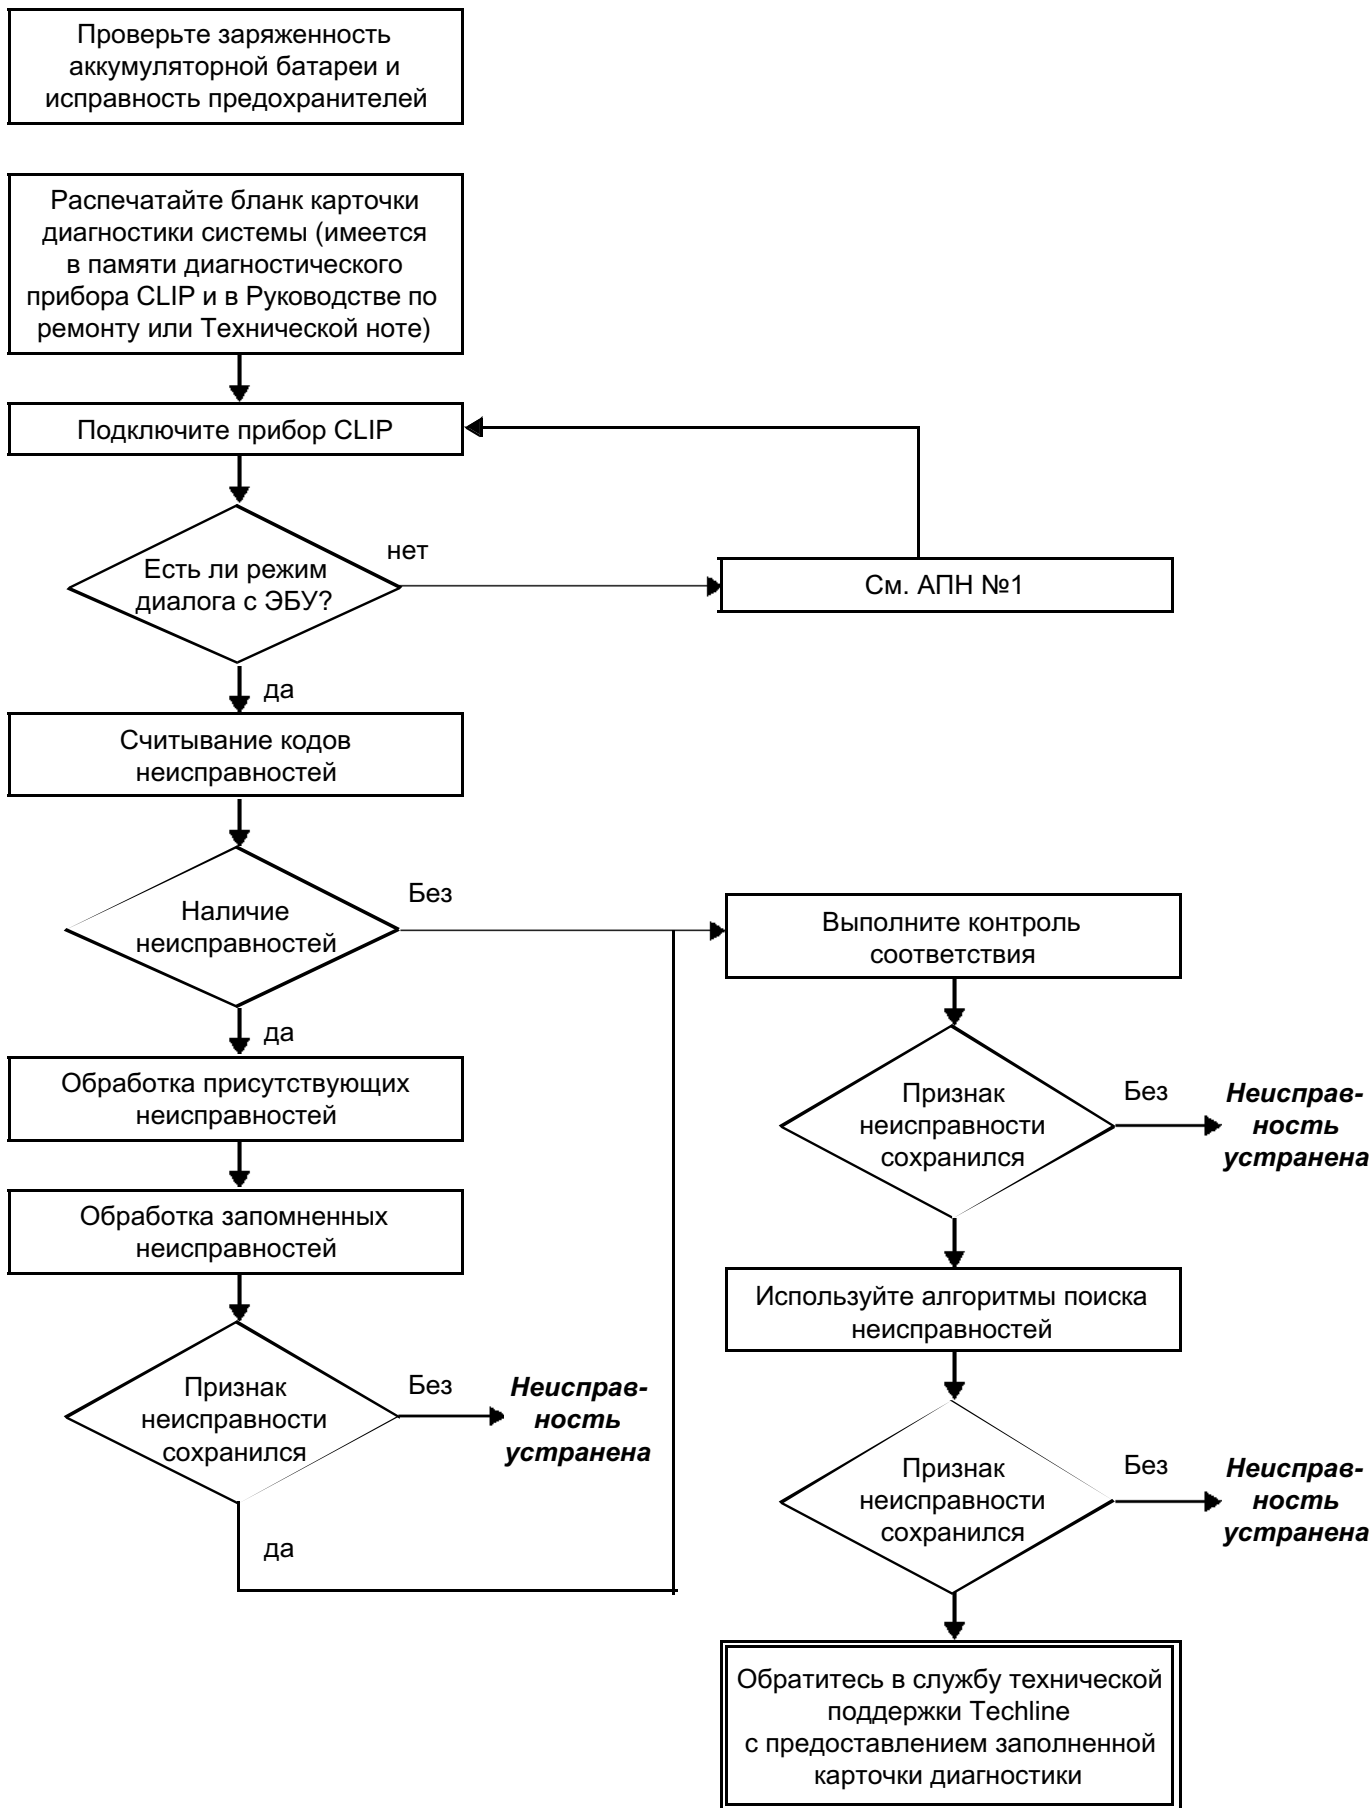 Проверьте заряженность
аккумуляторной батареи и
исправность предохранителей
Распечатайте бланк карточки
диагностики системы (имеется
в памяти диагностического
прибора CLIP и в Руководстве по
ремонту или Технической ноте)
Подключите прибор CLIP
Есть ли режим
диалога с ЭБУ?
нет
См. АПН №1
да
Считывание кодов
неисправностей
Наличие
неисправностей
Без
Выполните контроль
соответствия
да
Обработка присутствующих
неисправностей
Признак
неисправности
сохранился
Без
Неисправ-
ность
устранена
Обработка запомненных
неисправностей
Используйте алгоритмы поиска
неисправностей
Признак
неисправности
сохранился
Без
Неисправ-
ность
устранена
да
Признак
неисправности
сохранился
Без
Неисправ-
ность
устранена
Обратитесь в службу технической
поддержки Techline
с предоставлением заполненной
карточки диагностики